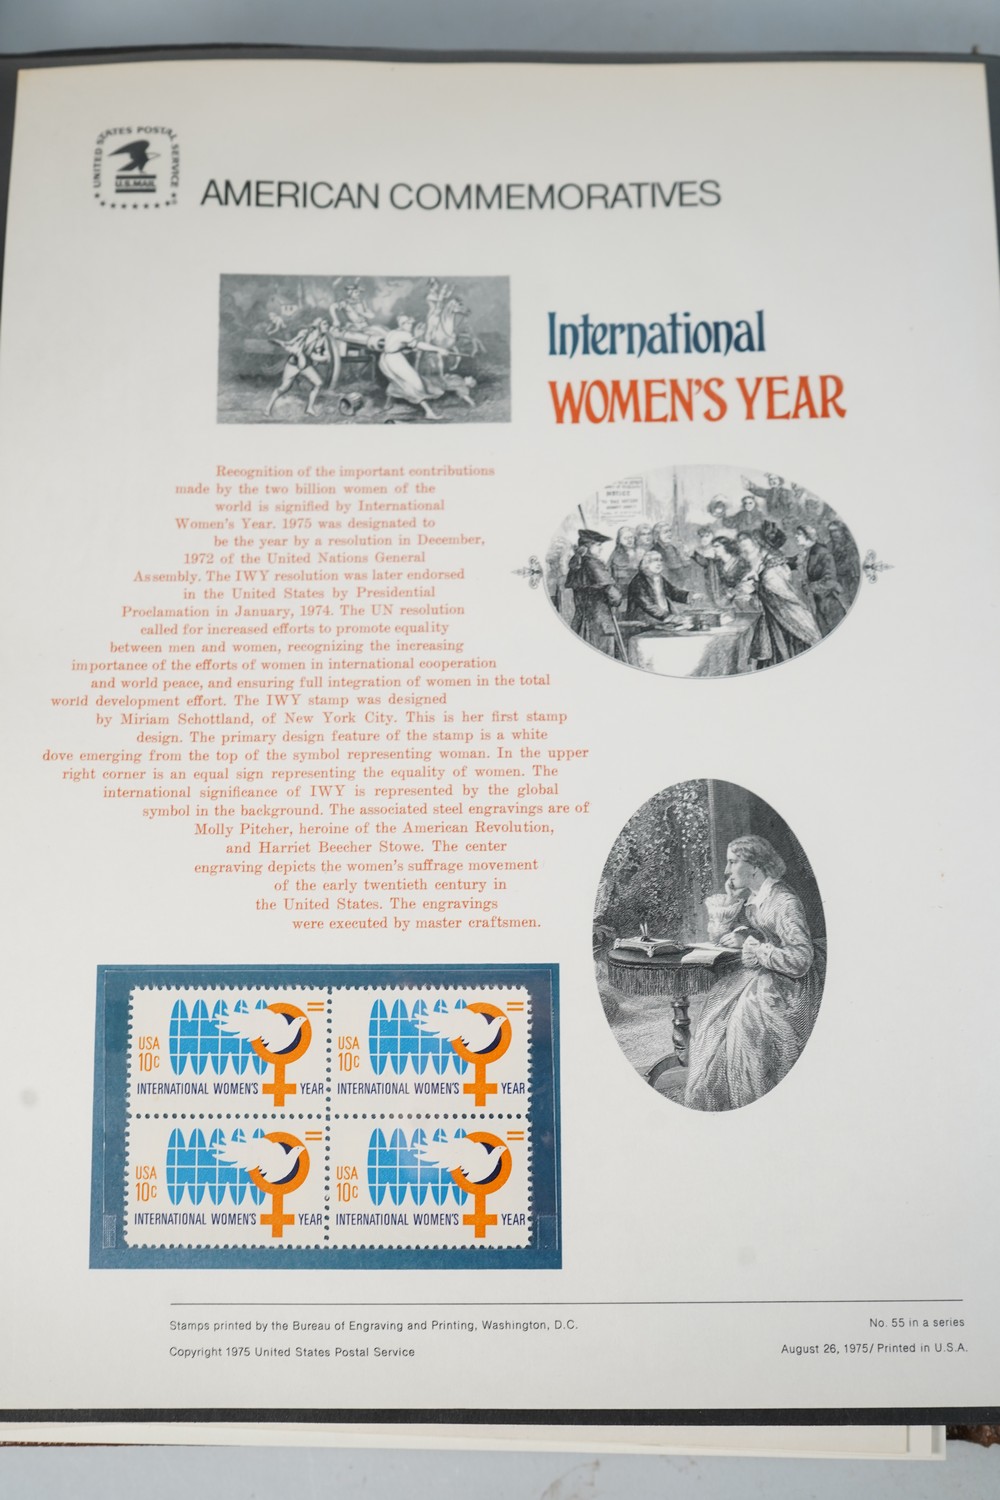 UNITED STATES POSTAL SERVICE
U.S. MAIL
AMERICAN COMMEMORATIVES
International
WOMEN'S YEAR
Recognition of the important contributions
made by the two billion women of the
world is signified by International
Women's Year. 1975 was designated to
be the year by a resolution in December,
1972 of the United Nations General
Assembly. The IWY resolution was later endorsed
in the United States by Presidential
Proclamation in January, 1974. The UN resolution
called for increased efforts to promote equality
between men and women, recognizing the increasing
importance of the efforts of women in international cooperation
and world peace, and ensuring full integration of women in the total
world development effort. The IWY stamp was designed
by Miriam Schottland, of New York City. This is her first stamp
design. The primary design feature of the stamp is a white
dove emerging from the top of the symbol representing woman. In the upper
right corner is an equal sign representing the equality of women. The
international significance of IWY is represented by the global
symbol in the background. The associated steel engravings are of
Molly Pitcher, heroine of the American Revolution,
and Harriet Beecher Stowe. The center
engraving depicts the women's suffrage movement
of the early twentieth century in
the United States. The engravings
were executed by master craftsmen.
NOTICE
USA
10c
INTERNATIONAL WOMEN'S YEAR
USA
10c
INTERNATIONAL WOMEN'S YEAR
USA
10c
INTERNATIONAL WOMEN'S YEAR
USA
10c
INTERNATIONAL WOMEN'S YEAR
Stamps printed by the Bureau of Engraving and Printing, Washington, D.C.
Copyright 1975 United States Postal Service
No. 55 in a series
August 26, 1975/ Printed in U.S.A.